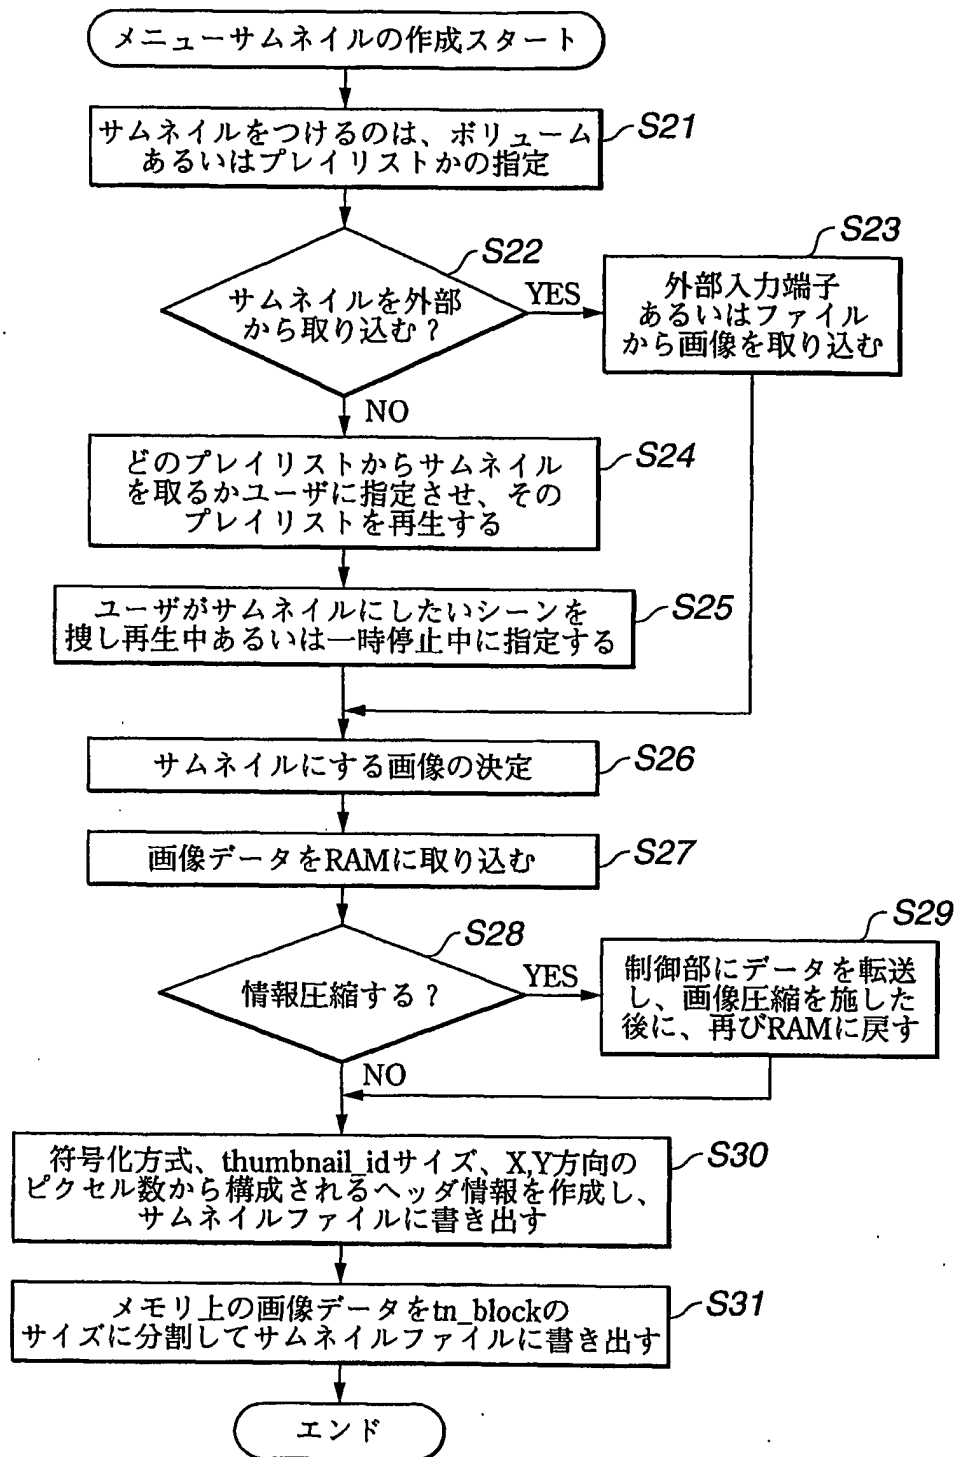 メニューサムネイルの作成スタート
サムネイルをつけるのは、ボリューム
あるいはプレイリストかの指定
S21
S22
サムネイルを外部
から取り込む？
YES
S23
外部入力端子
あるいはファイル
から画像を取り込む
NO
どのプレイリストからサムネイル
を取るかユーザに指定させ、その
プレイリストを再生する
S24
ユーザがサムネイルにしたいシーンを
捜し再生中あるいは一時停止中に指定する
S25
サムネイルにする画像の決定
S26
画像データをRAMに取り込む
S27
S28
情報圧縮する？
YES
S29
制御部にデータを転送
し、画像圧縮を施した
後に、再びRAMに戻す
NO
符号化方式、thumbnail_idサイズ、X,Y方向の
ピクセル数から構成されるヘッダ情報を作成し、
サムネイルファイルに書き出す
S30
メモリ上の画像データをtn_blockの
サイズに分割してサムネイルファイルに書き出す
S31
エンド